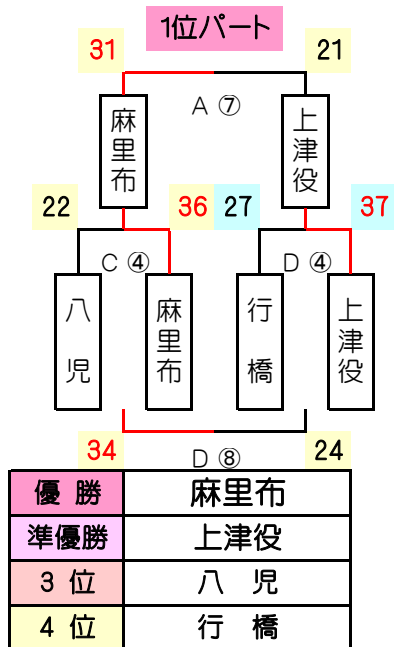 1位パート
31 21
A ⑦
麻里布 上津役
22 36 27 37
C ④ D ④
八児 麻里布 行橋 上津役
34 24
D ⑧
優勝 麻里布
準優勝 上津役
3位 八児
4位 行橋